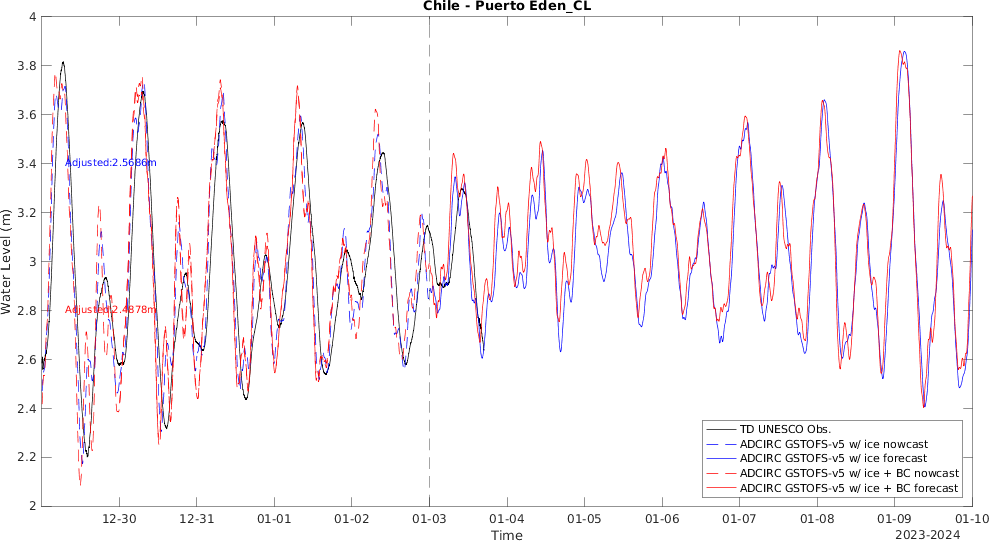 Chile - Puerto Eden_CL
4
3.8
3.6
3.4
3.2
3
2.8
2.6
2.4
2.2
2
Water Level (m)
Adjusted:2.5686m
Adjusted:2.4878m
TD UNESCO Obs.
ADCIRC GSTOFS-v5 w/ ice nowcast
ADCIRC GSTOFS-v5 w/ ice forecast
ADCIRC GSTOFS-v5 w/ ice + BC nowcast
ADCIRC GSTOFS-v5 w/ ice + BC forecast
12-30 12-31 01-01 01-02 01-03 01-04 01-05 01-06 01-07 01-08 01-09 01-10
Time
2023-2024